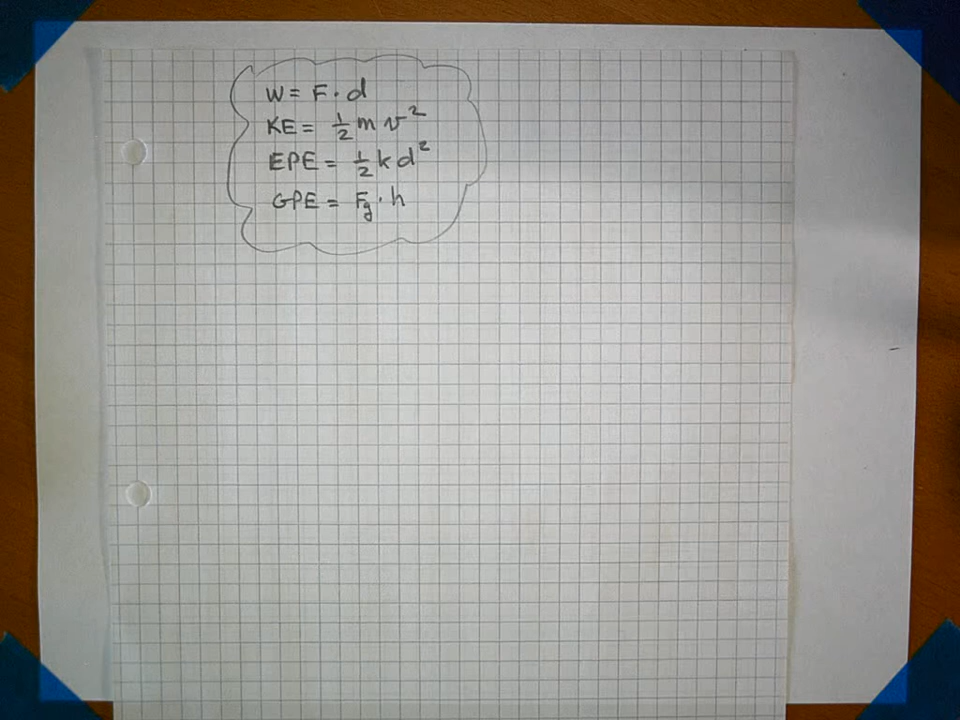 W = F · d
KE = 1/2 m v²
EPE = 1/2 k d²
GPE = Fg · h